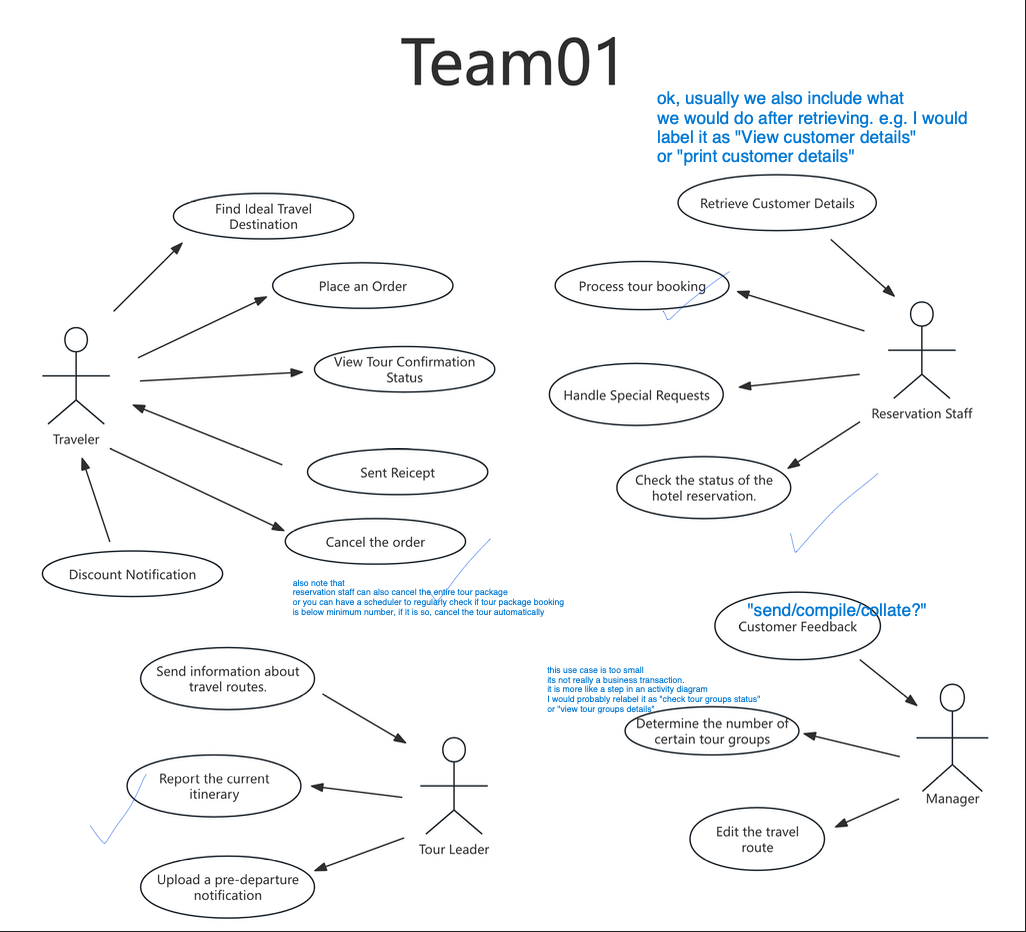 Team01
ok, usually we also include what
we would do after retrieving. e.g. I would
label it as "View customer details"
or "print customer details"
Find Ideal Travel
Destination
Place an Order
View Tour Confirmation
Status
Sent Reicept
Cancel the order
Traveler
Discount Notification
also note that
reservation staff can also cancel the entire tour package
or you can have a scheduler to regularly check if tour package booking
is below minimum number, if it is so, cancel the tour automatically
Retrieve Customer Details
Process tour booking
Handle Special Requests
Check the status of the
hotel reservation.
Reservation Staff
Send information about
travel routes.
Report the current
itinerary
Upload a pre-departure
notification
Tour Leader
"send/compile/collate?"
Customer Feedback
this use case is too small
its not really a business transaction.
it is more like a step in an activity diagram
I would probably relabel it as "check tour groups status"
or "view tour groups details"
Determine the number of
certain tour groups
Edit the travel
route
Manager